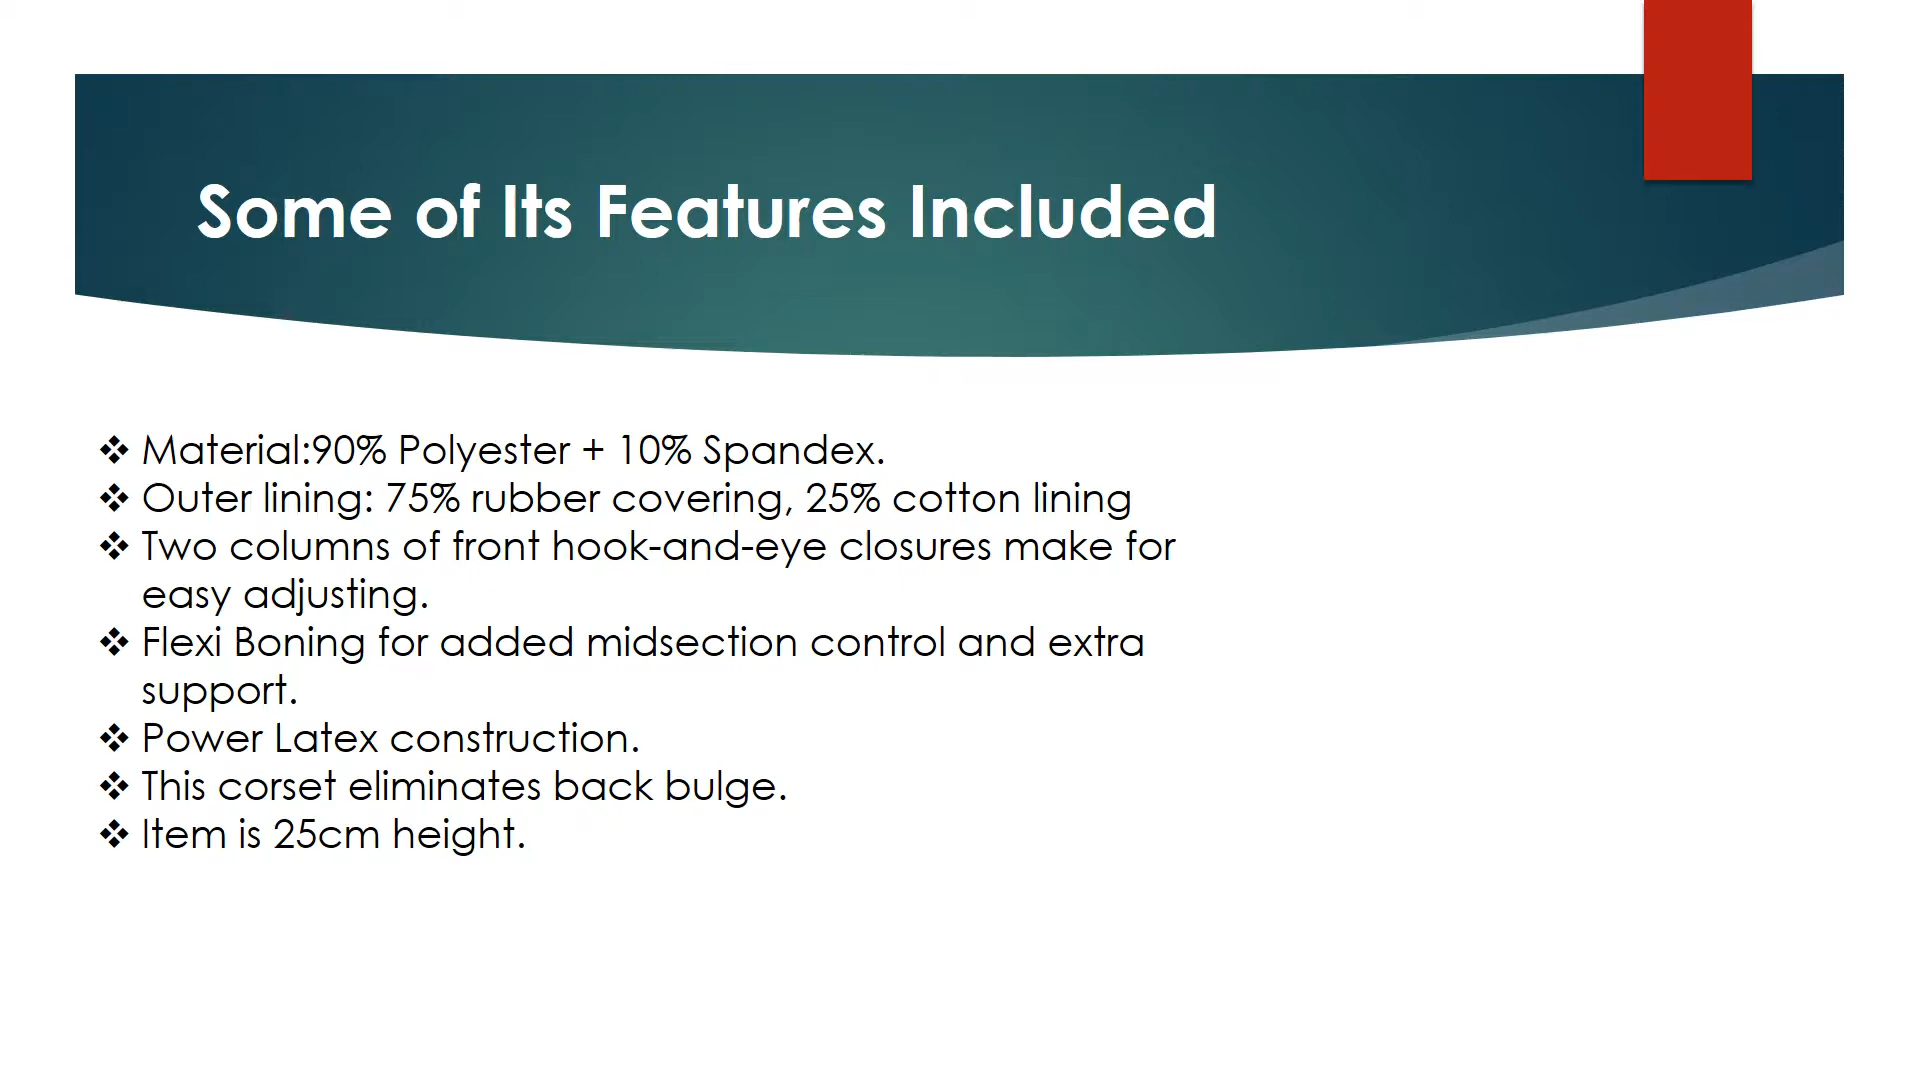 Some of Its Features Included
❖ Material:90% Polyester + 10% Spandex.
❖ Outer lining: 75% rubber covering, 25% cotton lining
❖ Two columns of front hook-and-eye closures make for
easy adjusting.
❖ Flexi Boning for added midsection control and extra
support.
❖ Power Latex construction.
❖ This corset eliminates back bulge.
❖ Item is 25cm height.